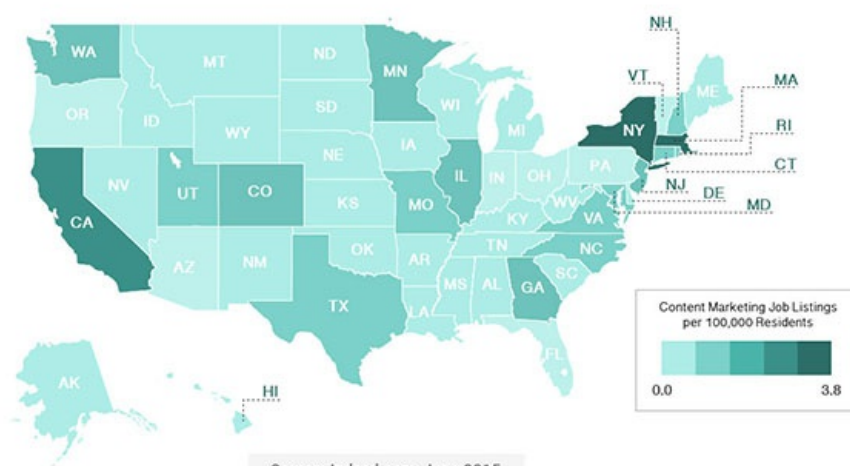 NH
WA
MT
ND
MN
VT
MA
ME
OR
ID
SD
WI
NY
RI
WY
MI
IA
CT
NE
PA
NV
UT
CO
IL
IN
OH
NJ
DE
CA
KS
MO
WV
VA
MD
KY
NC
AZ
NM
OK
AR
TN
SC
MS
AL
GA
TX
LA
FL
Content Marketing Job Listings
per 100,000 Residents
0.0
3.8
AK
HI
2015